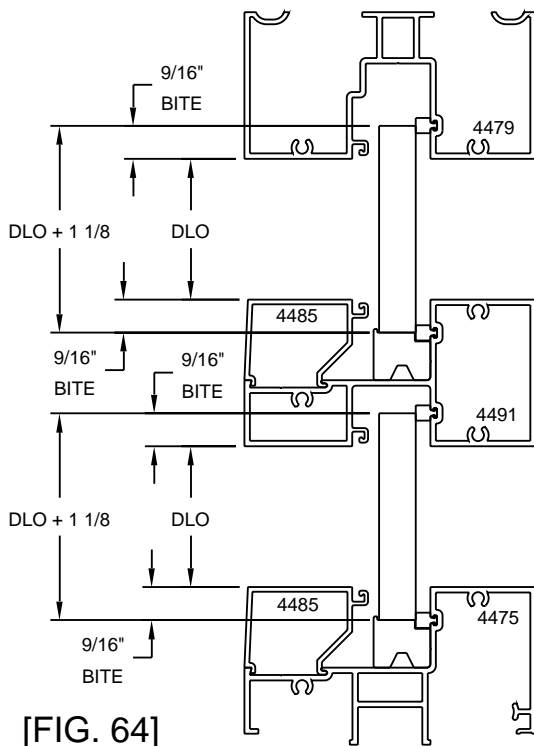 9/16"
BITE
4479
DLO + 1 1/8
DLO
4485
9/16"
BITE
9/16"
BITE
4491
DLO + 1 1/8
DLO
4485
4475
9/16"
BITE
[FIG. 64]